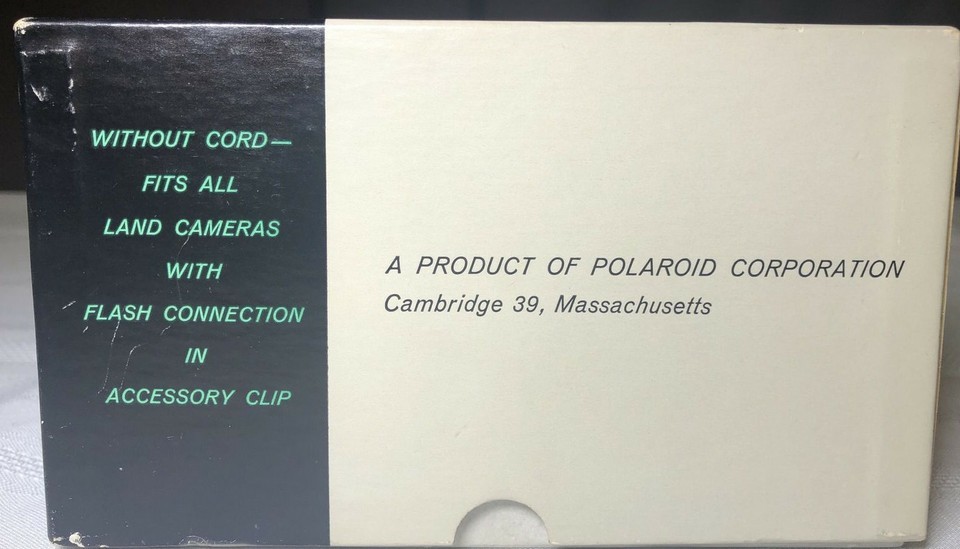 WITHOUT CORD—
FITS ALL
LAND CAMERAS
WITH
FLASH CONNECTION
IN
ACCESSORY CLIP
A PRODUCT OF POLAROID CORPORATION
Cambridge 39, Massachusetts